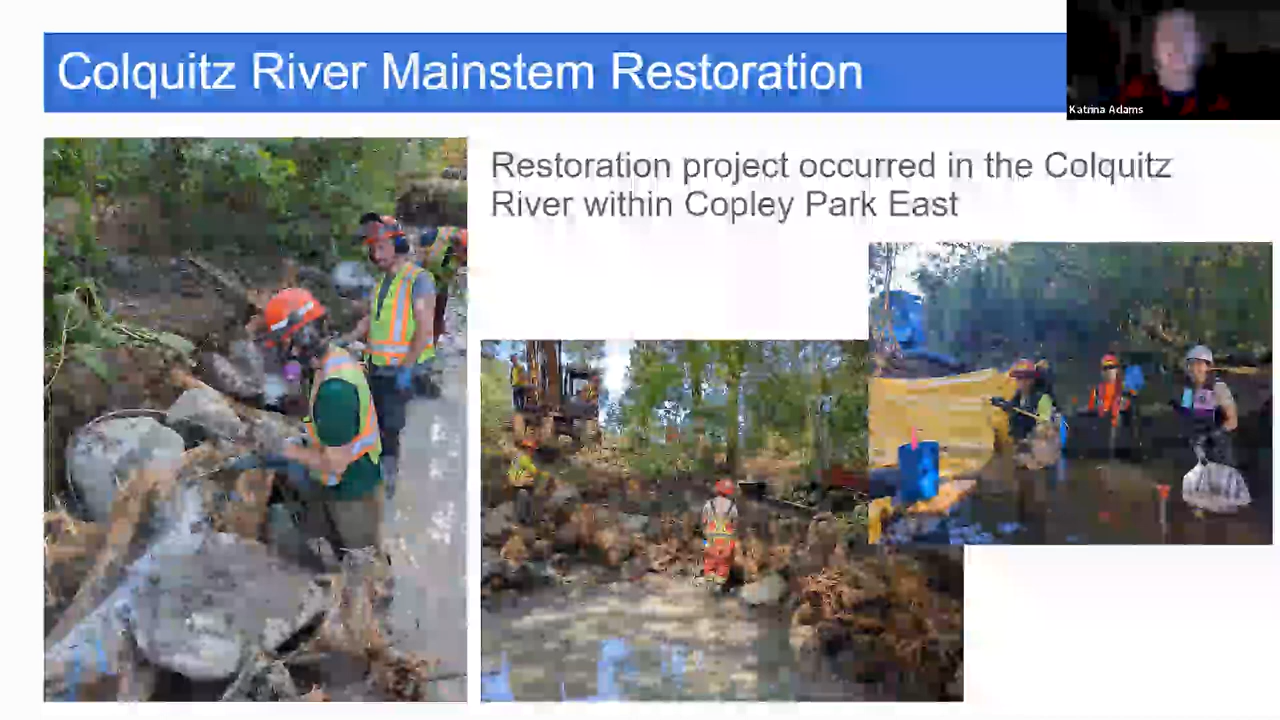 Colquitz River Mainstem Restoration
Katrina Adams
Restoration project occurred in the Colquitz
River within Copley Park East